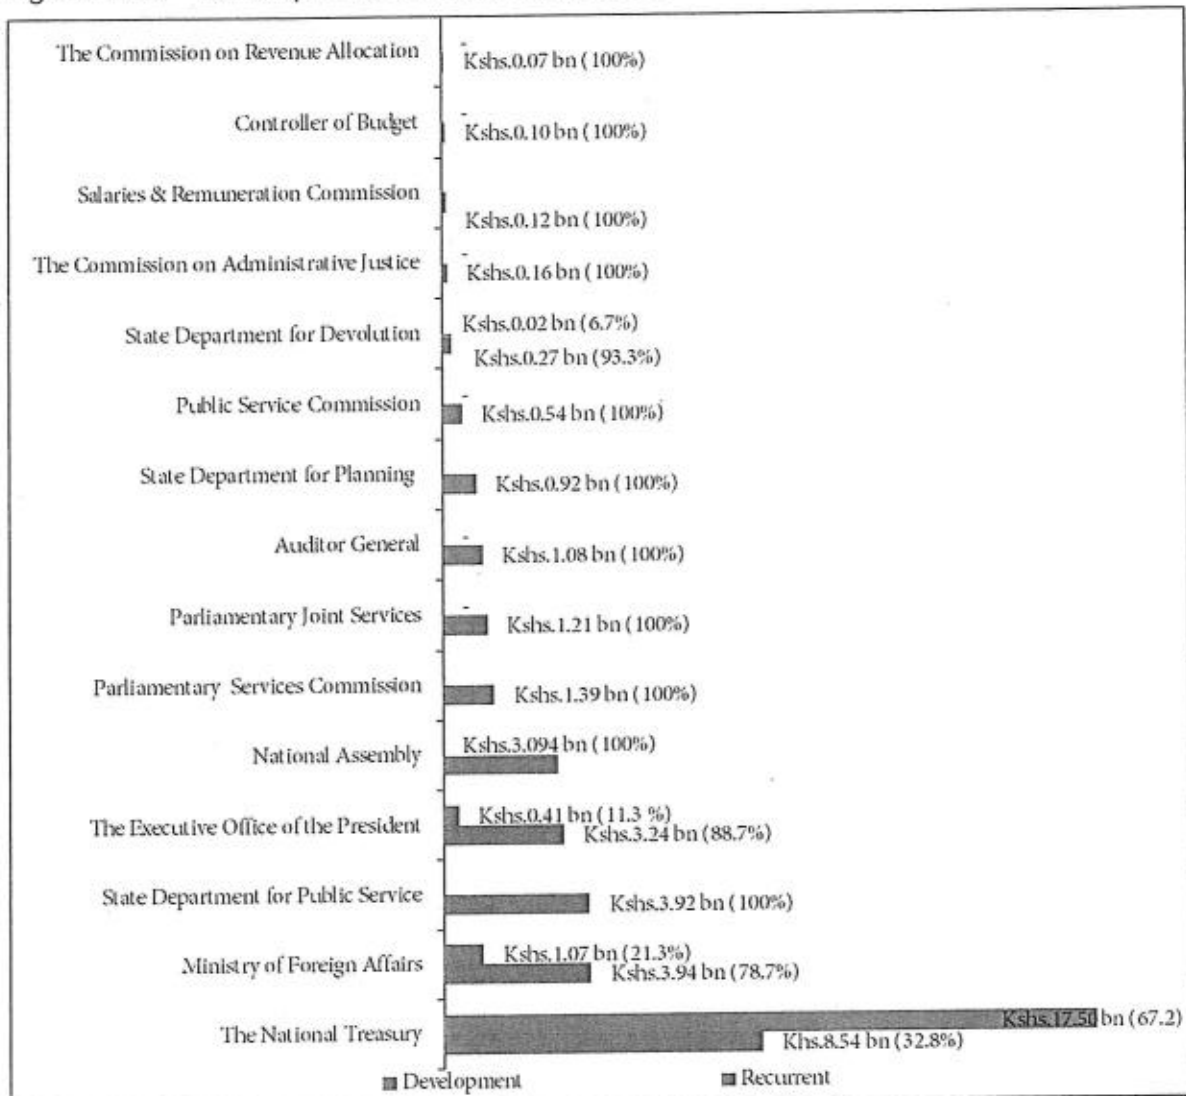 The Commission on Revenue Allocation
-
Kshs.0.07 bn (100%)
Controller of Budget
-
Kshs.0.10 bn (100%)
Salaries & Remuneration Commission
Kshs.0.12 bn (100%)
The Commission on Administrative Justice
-
Kshs.0.16 bn (100%)
State Department for Devolution
Kshs.0.02 bn (6.7%)
Kshs.0.27 bn (93.3%)
Public Service Commission
-
Kshs.0.54 bn (100%)
State Department for Planning
Kshs.0.92 bn (100%)
Auditor General
-
Kshs.1.08 bn (100%)
Parliamentary Joint Services
-
Kshs.1.21 bn (100%)
Parliamentary Services Commission
Kshs.1.39 bn (100%)
National Assembly
Kshs.3.094 bn (100%)
The Executive Office of the President
Kshs.0.41 bn (11.3 %)
Kshs.3.24 bn (88.7%)
State Department for Public Service
Kshs.3.92 bn (100%)
Ministry of Foreign Affairs
Kshs.1.07 bn (21.3%)
Kshs.3.94 bn (78.7%)
The National Treasury
Kshs.17.50 bn (67.2)
Khs.8.54 bn (32.8%)
Development
Recurrent